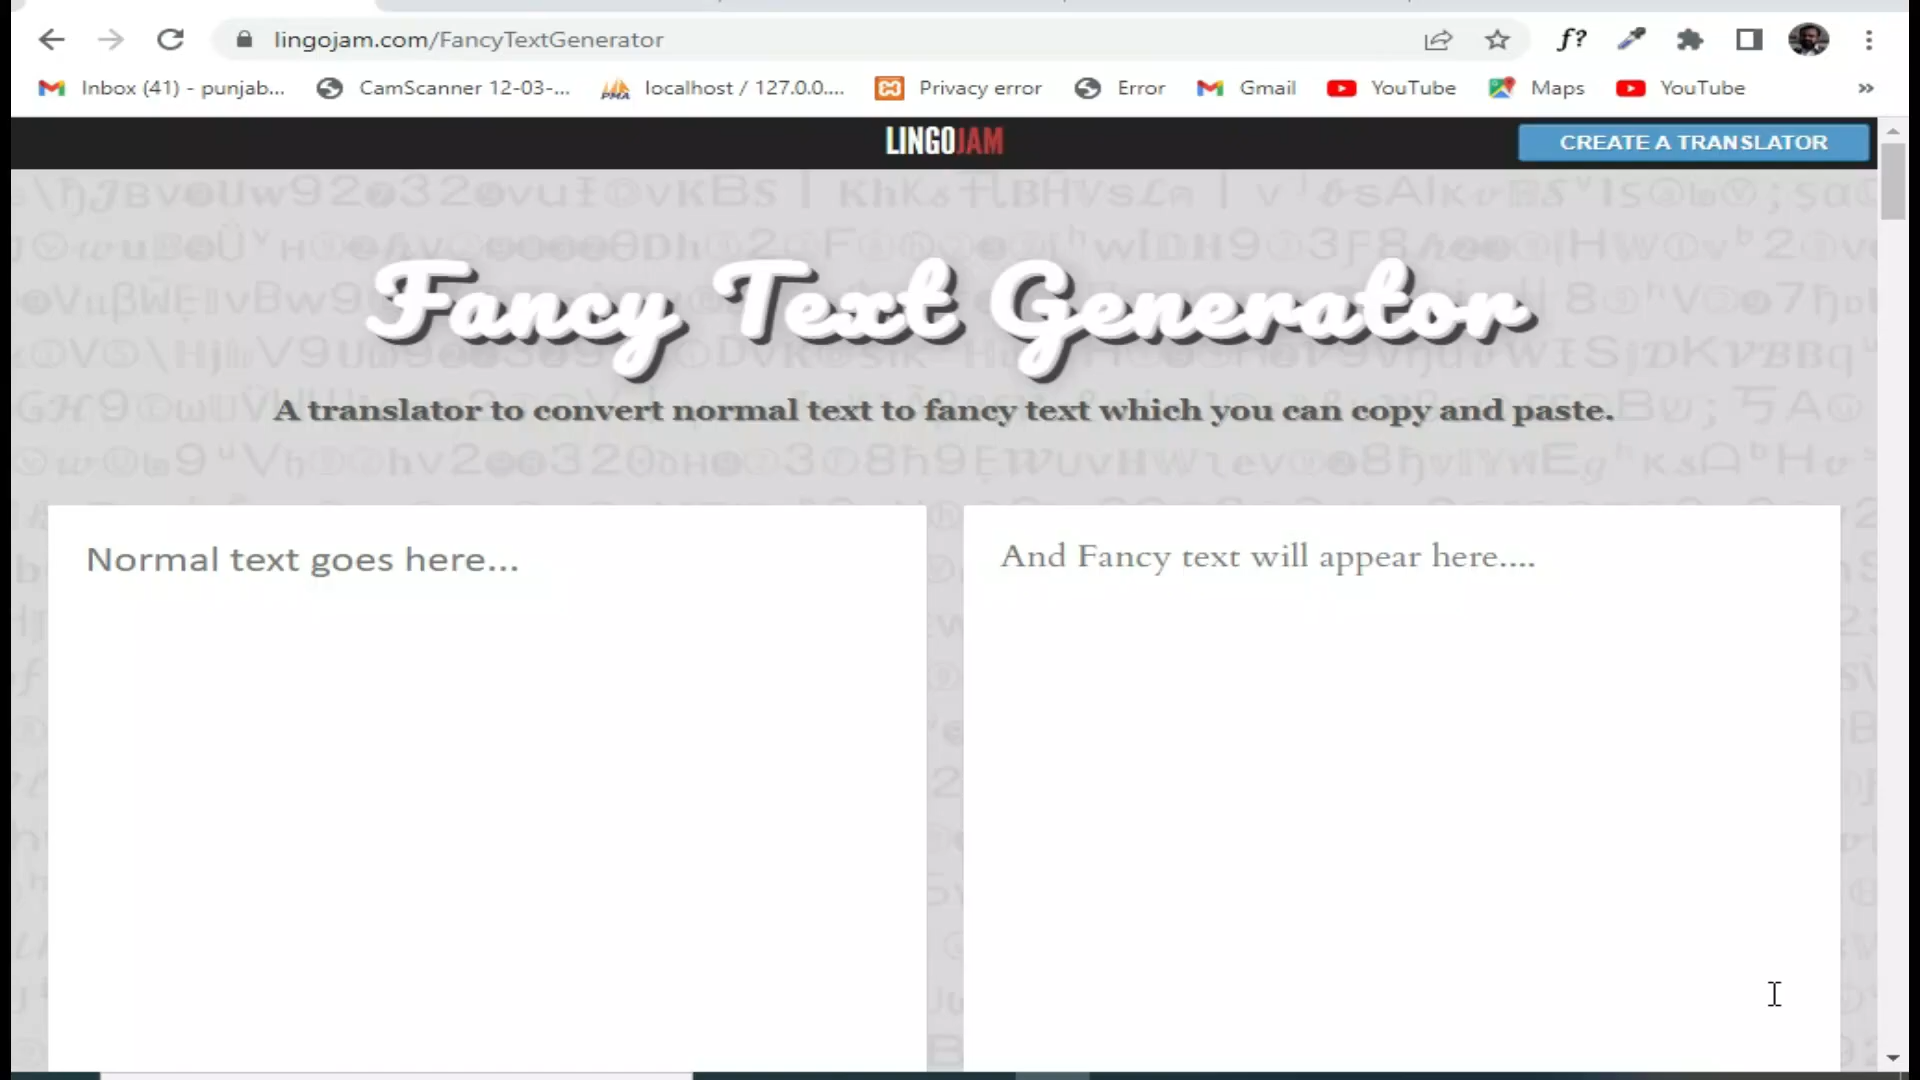 lingojam.com/FancyTextGenerator
f?
Inbox (41) - punjab...
CamScanner 12-03-...
localhost / 127.0.0....
Privacy error
Error
Gmail
YouTube
Maps
YouTube
»
LINGOJAM
CREATE A TRANSLATOR
Fancy Text Generator
A translator to convert normal text to fancy text which you can copy and paste.
Normal text goes here...
And Fancy text will appear here....